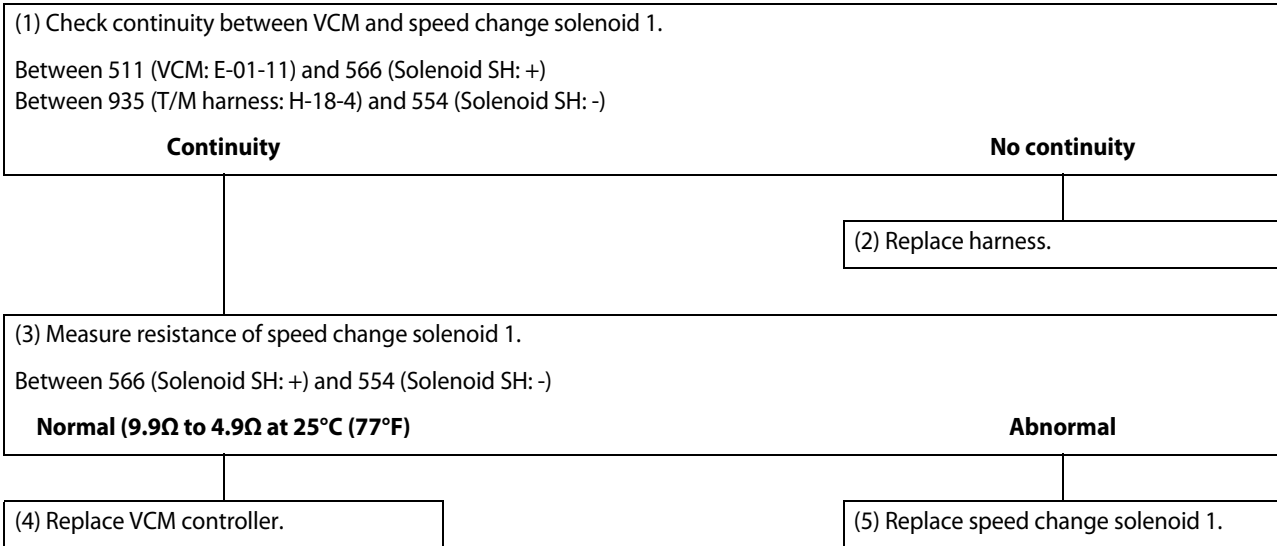 (1) Check continuity between VCM and speed change solenoid 1.
Between 511 (VCM: E-01-11) and 566 (Solenoid SH: +)
Between 935 (T/M harness: H-18-4) and 554 (Solenoid SH: -)
Continuity No continuity
(2) Replace harness.
(3) Measure resistance of speed change solenoid 1.
Between 566 (Solenoid SH: +) and 554 (Solenoid SH: -)
Normal (9.9Ω to 4.9Ω at 25°C (77°F) Abnormal
(4) Replace VCM controller. (5) Replace speed change solenoid 1.